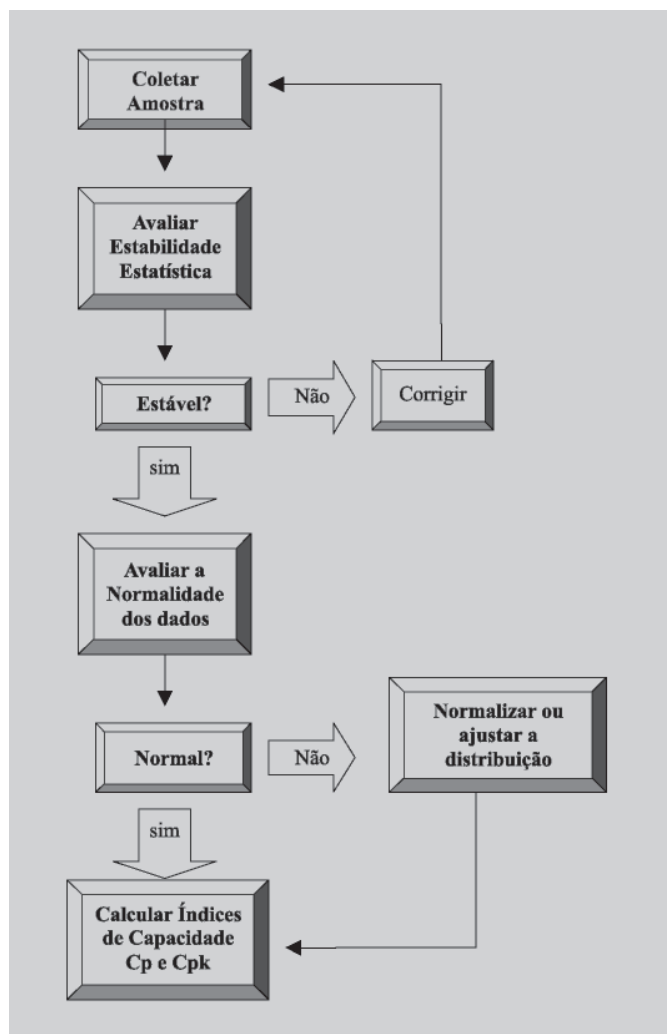 Coletar
Amostra
Avaliar
Estabilidade
Estatística
Estável?
Não
Corrigir
sim
Avaliar a
Normalidade
dos dados
Normal?
Não
Normalizar ou
ajustar a
distribuição
sim
Calcular Índices
de Capacidade
Cp e Cpk